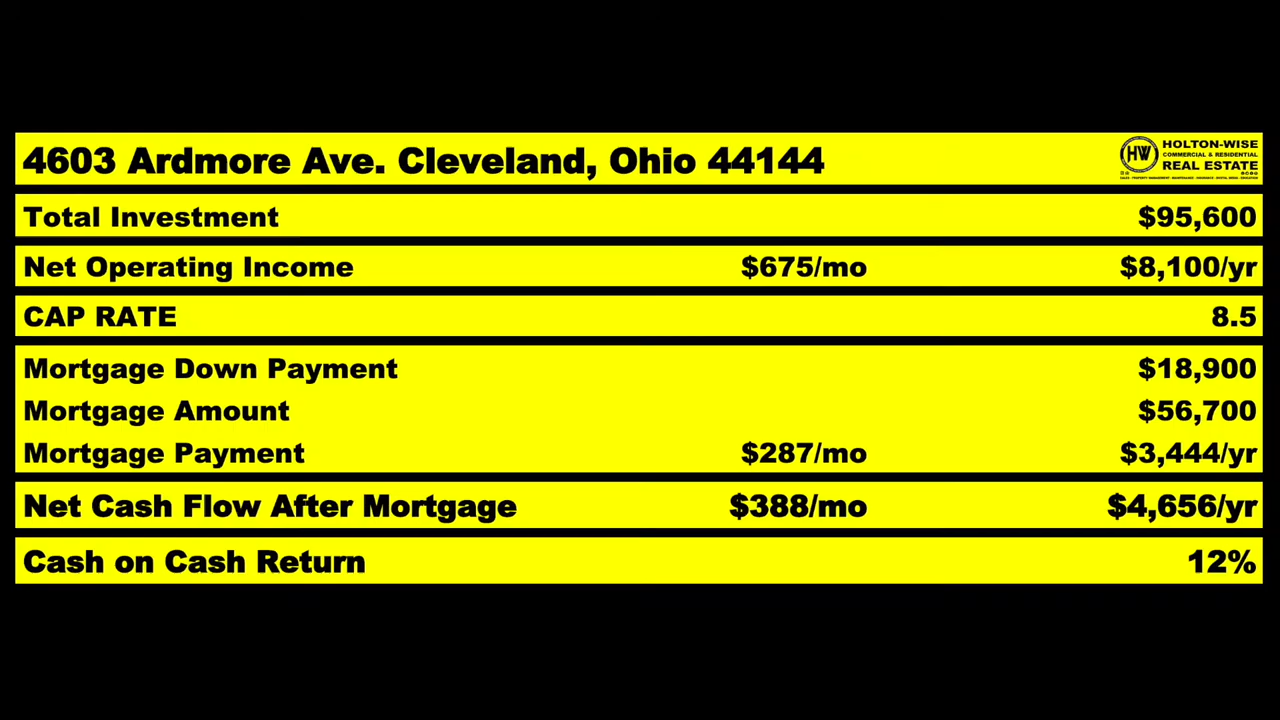 4603 Ardmore Ave. Cleveland, Ohio 44144
HW
HOLTON-WISE
COMMERCIAL & RESIDENTIAL
REAL ESTATE
Total Investment $95,600
Net Operating Income $675/mo $8,100/yr
CAP RATE 8.5
Mortgage Down Payment $18,900
Mortgage Amount $56,700
Mortgage Payment $287/mo $3,444/yr
Net Cash Flow After Mortgage $388/mo $4,656/yr
Cash on Cash Return 12%